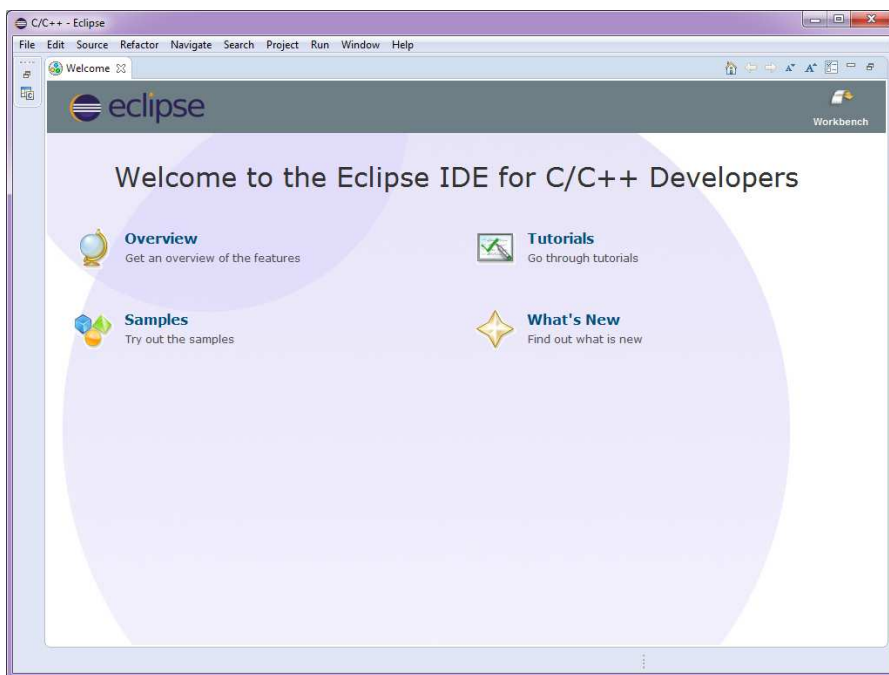 C/C++ - Eclipse
File Edit Source Refactor Navigate Search Project Run Window Help
Welcome
eclipse
Workbench
Welcome to the Eclipse IDE for C/C++ Developers
Overview
Get an overview of the features
Tutorials
Go through tutorials
Samples
Try out the samples
What's New
Find out what is new